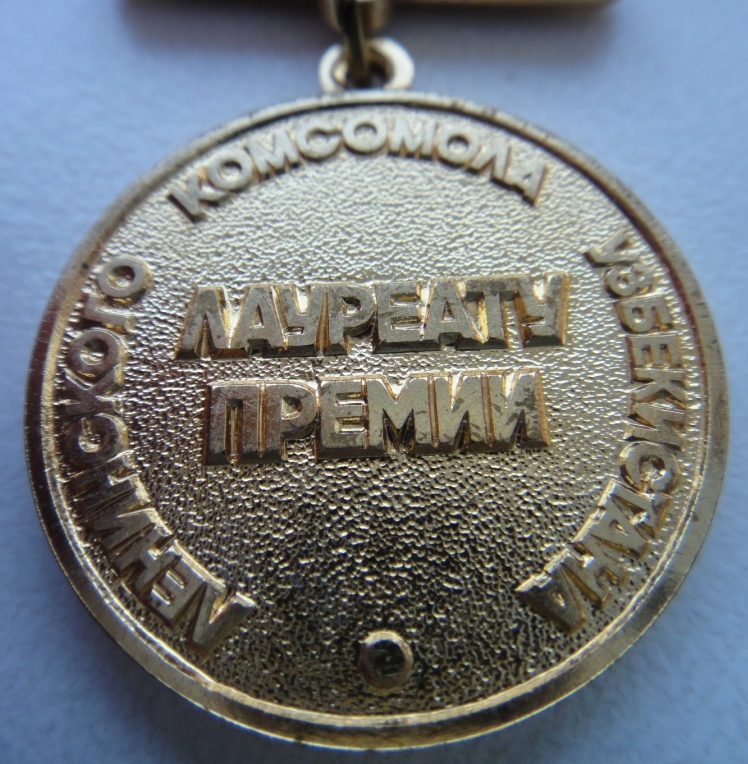 ЛЕНИНСКОГО КОМСОМОЛА УЗБЕКИСТАНА
ЛАУРЕАТУ
ПРЕМИИ